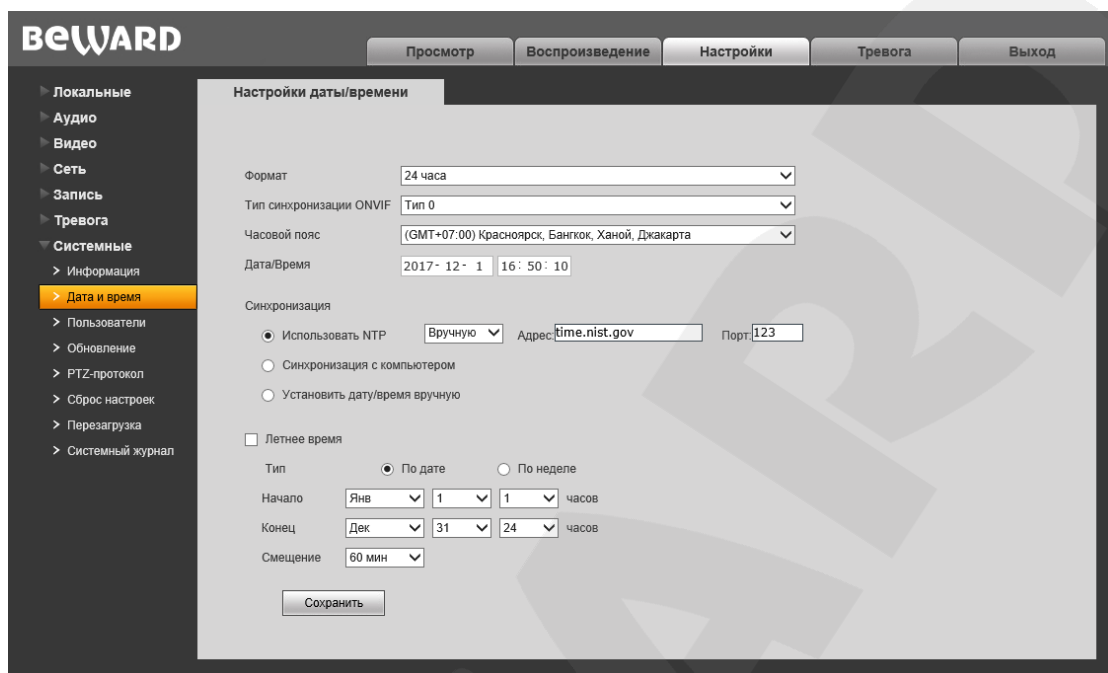 BEWARD
Просмотр Воспроизведение Настройки Тревога Выход
Локальные
Аудио
Видео
Сеть
Запись
Тревога
Системные
> Информация
> Дата и время
> Пользователи
> Обновление
> PTZ-протокол
> Сброс настроек
> Перезагрузка
> Системный журнал
Настройки даты/времени
Формат 24 часа
Тип синхронизации ONVIF Тип 0
Часовой пояс (GMT+07:00) Красноярск, Бангкок, Ханой, Джакарта
Дата/Время 2017- 12- 1 16: 50: 10
Синхронизация
Использовать NTP Вручную Адрес:time.nist.gov Порт:123
Синхронизация с компьютером
Установить дату/время вручную
Летнее время
Тип По дате По неделе
Начало Янв 1 1 часов
Конец Дек 31 24 часов
Смещение 60 мин
Сохранить